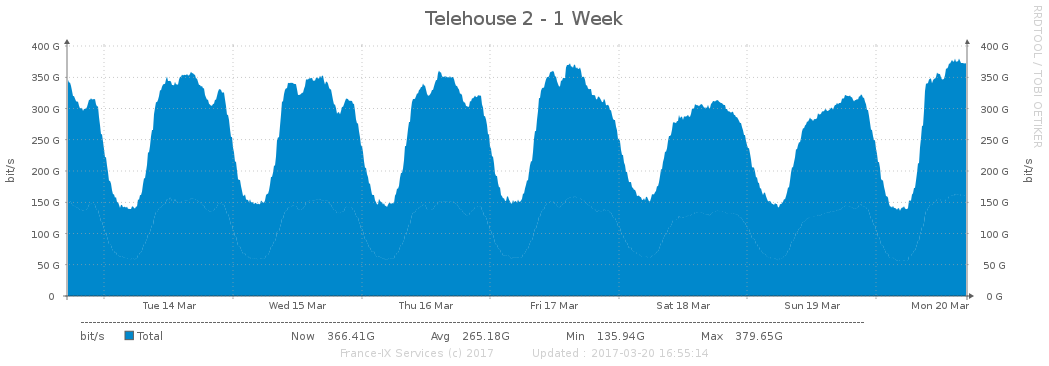 Telehouse 2 - 1 Week
RRDTOOL / TOBI OETIKER
400 G 400 G
350 G 350 G
300 G 300 G
250 G 250 G
200 G 200 G
150 G 150 G
100 G 100 G
50 G 50 G
0 0 G
bit/s bit/s
Tue 14 Mar Wed 15 Mar Thu 16 Mar Fri 17 Mar Sat 18 Mar Sun 19 Mar Mon 20 Mar
bit/s Total Now 366.41G Avg 265.18G Min 135.94G Max 379.65G
France-IX Services (c) 2017 Updated : 2017-03-20 16:55:14